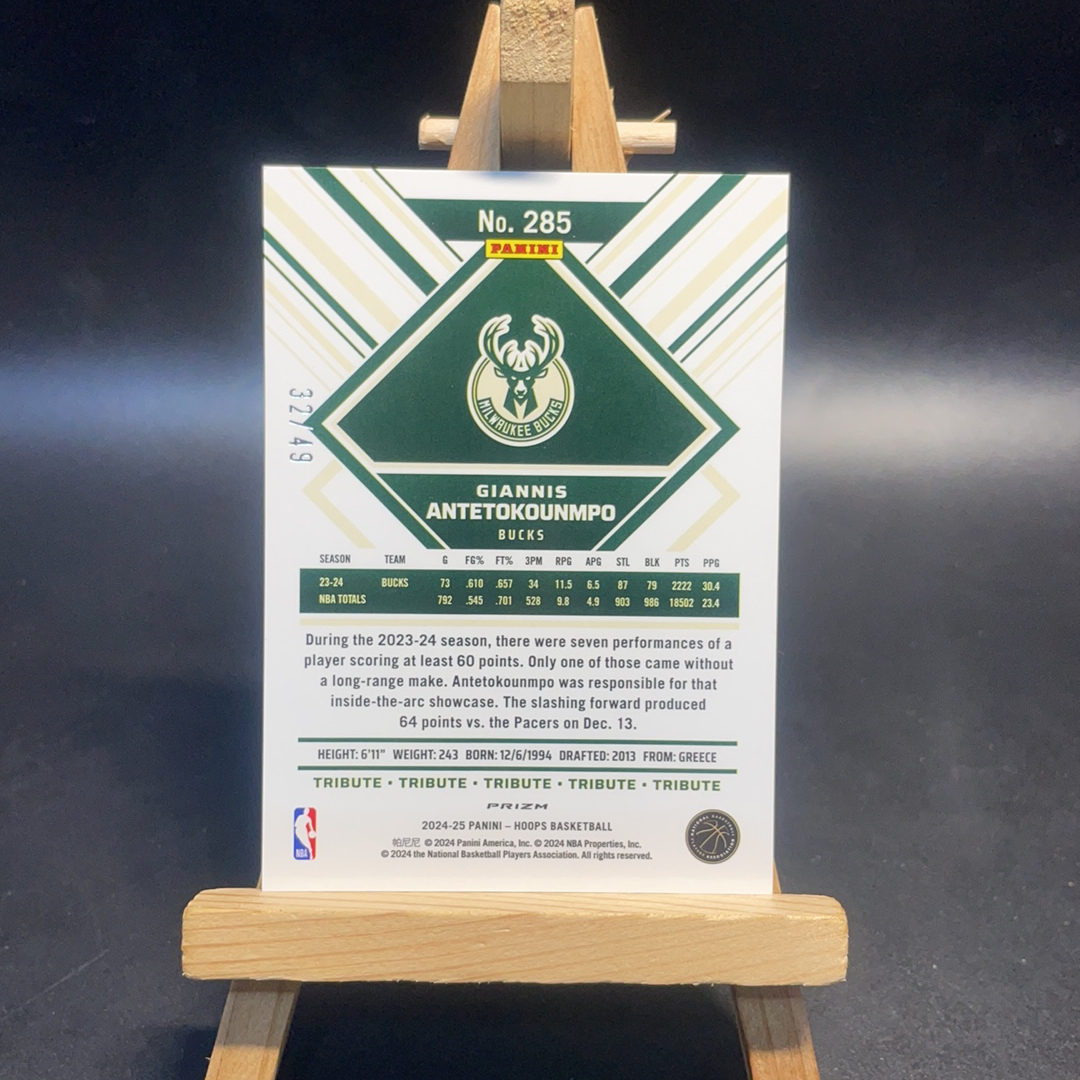 No. 285
PANINI
MILWAUKEE BUCKS
32/49
GIANNIS
ANTETOKOUNMPO
BUCKS
SEASON TEAM G FG% FT% 3PM RPG APG STL BLK PTS PPG
23-24 BUCKS 73 .610 .657 34 11.5 6.5 87 79 2222 30.4
NBA TOTALS 792 .545 .701 528 9.8 4.9 903 986 18502 23.4
During the 2023-24 season, there were seven performances of a
player scoring at least 60 points. Only one of those came without
a long-range make. Antetokounmpo was responsible for that
inside-the-arc showcase. The slashing forward produced
64 points vs. the Pacers on Dec. 13.
HEIGHT: 6'11" WEIGHT: 243 BORN: 12/6/1994 DRAFTED: 2013 FROM: GREECE
TRIBUTE • TRIBUTE • TRIBUTE • TRIBUTE • TRIBUTE
PRIZM
2024-25 PANINI – HOOPS BASKETBALL
帕尼尼 © 2024 Panini America, Inc. © 2024 NBA Properties, Inc.
© 2024 the National Basketball Players Association. All rights reserved.
NBA
NATIONAL BASKETBALL
PLAYERS ASSOCIATION